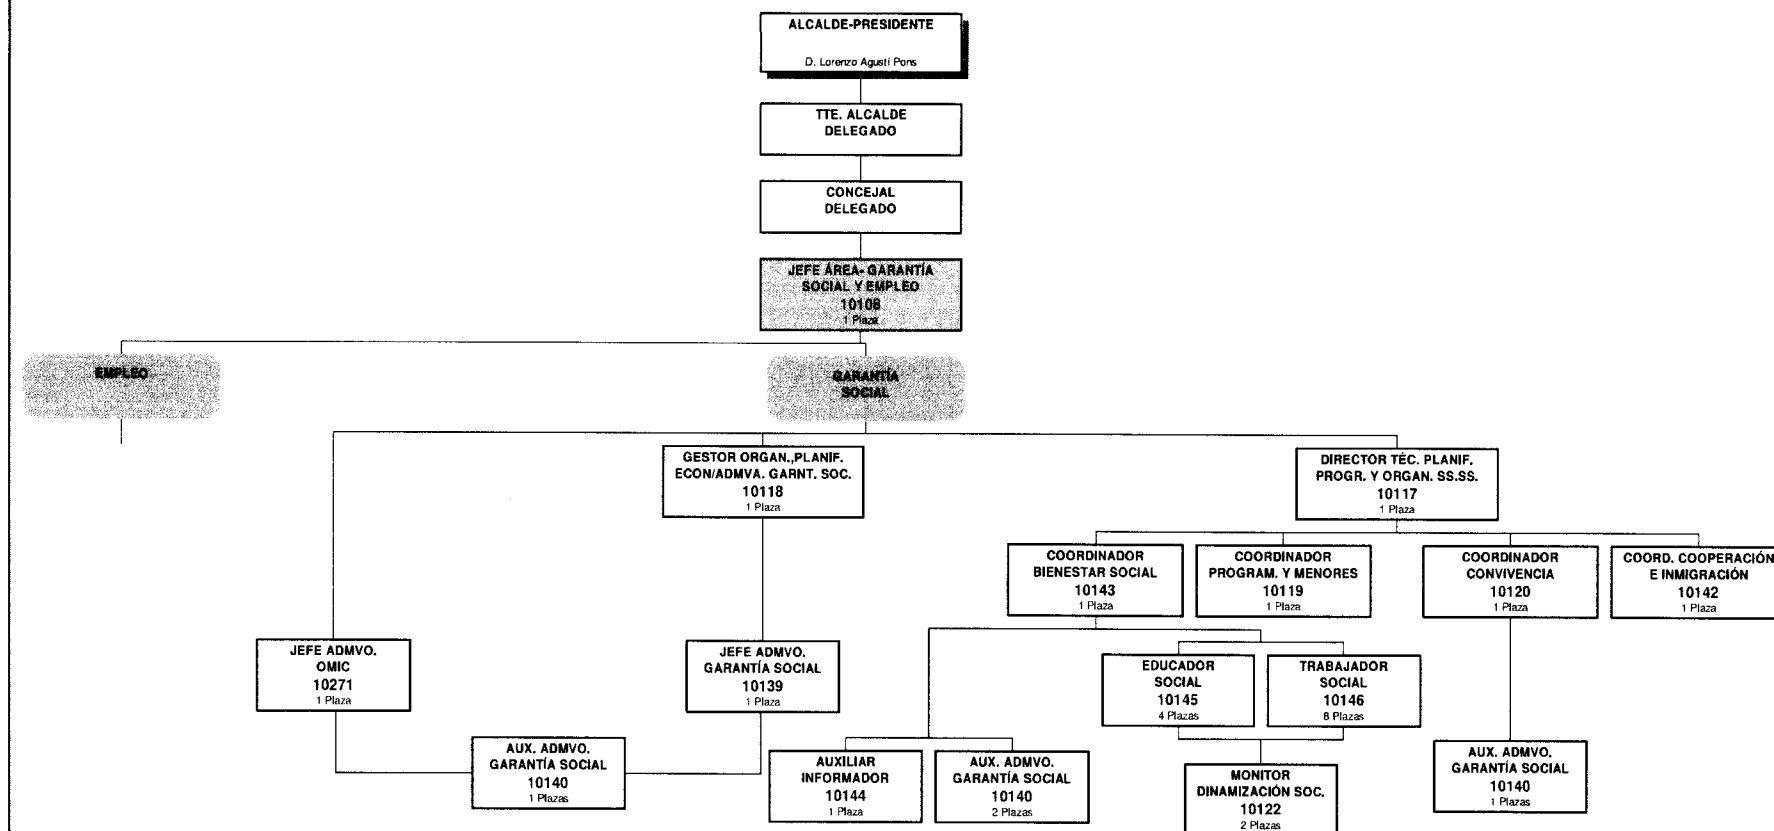 ALCALDE-PRESIDENTE
D. Lorenzo Agustí Pons
TTE. ALCALDE
DELEGADO
CONCEJAL
DELEGADO
JEFE ÁREA- GARANTÍA
SOCIAL Y EMPLEO
10108
1 Plaza
EMPLEO
GARANTÍA
SOCIAL
GESTOR ORGAN.,PLANIF.
ECON/ADMVA. GARNT. SOC.
10118
1 Plaza
DIRECTOR TÉC. PLANIF.
PROGR. Y ORGAN. SS.SS.
10117
1 Plaza
COORDINADOR
BIENESTAR SOCIAL
10143
1 Plaza
COORDINADOR
PROGRAM. Y MENORES
10119
1 Plaza
COORDINADOR
CONVIVENCIA
10120
1 Plaza
COORD. COOPERACIÓN
E INMIGRACIÓN
10142
1 Plaza
JEFE ADMVO.
OMIC
10271
1 Plaza
JEFE ADMVO.
GARANTÍA SOCIAL
10139
1 Plaza
EDUCADOR
SOCIAL
10145
4 Plazas
TRABAJADOR
SOCIAL
10146
8 Plazas
AUX. ADMVO.
GARANTÍA SOCIAL
10140
1 Plazas
AUXILIAR
INFORMADOR
10144
1 Plaza
AUX. ADMVO.
GARANTÍA SOCIAL
10140
2 Plazas
MONITOR
DINAMIZACIÓN SOC.
10122
2 Plazas
AUX. ADMVO.
GARANTÍA SOCIAL
10140
1 Plazas